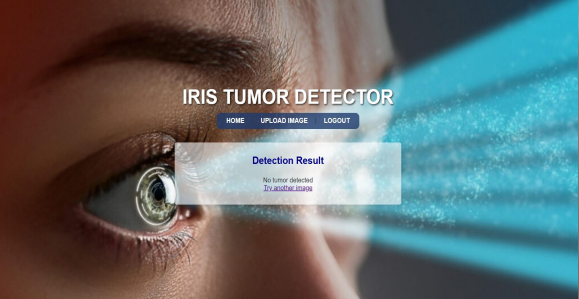 IRIS TUMOR DETECTOR
HOME UPLOAD IMAGE LOGOUT
Detection Result
No tumor detected
Try another image